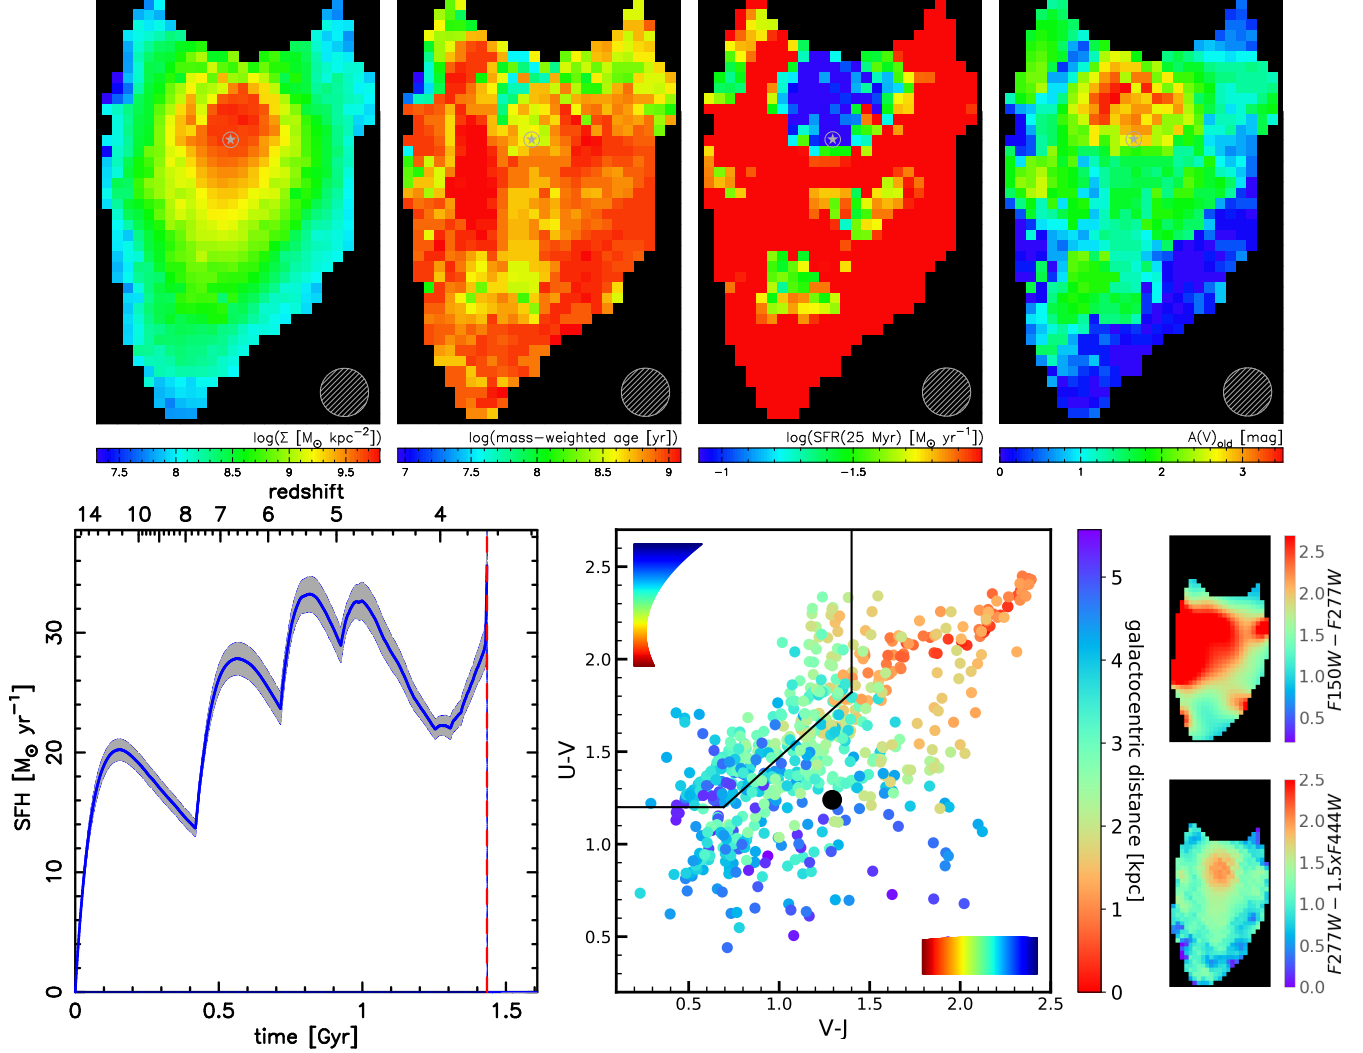 log(Σ [M⊙ kpc⁻²])
log(mass-weighted age [yr])
log(SFR(25 Myr) [M⊙ yr⁻¹])
A(V)old [mag]
7.5 8 8.5 9 9.5
7 7.5 8 8.5 9
-1 -1.5
0 1 2 3
redshift
14 10 8 7 6 5 4
SFH [M⊙ yr⁻¹]
30
20
10
0
0 0.5 1 1.5
time [Gyr]
U-V
2.5
2.0
1.5
1.0
0.5
0.5 1.0 1.5 2.0 2.5
V-J
5
4
3
2
1
0
galactocentric distance [kpc]
2.5
2.0
1.5
1.0
0.5
F150W − F277W
2.5
2.0
1.5
1.0
0.5
0.0
F277W − 1.5xF444W